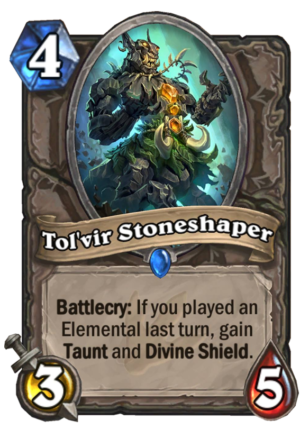 4
Tol'vir Stoneshaper
Battlecry: If you played an
Elemental last turn, gain
Taunt and Divine Shield.
3
5